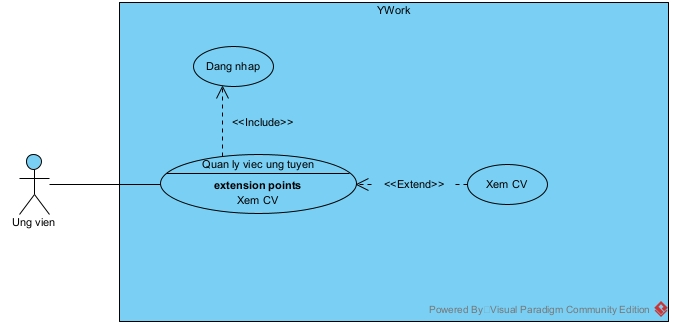 YWork
Dang nhap
<<Include>>
Quan ly viec ung tuyen
extension points
Xem CV
<<Extend>>
Xem CV
Ung vien
Powered By Visual Paradigm Community Edition